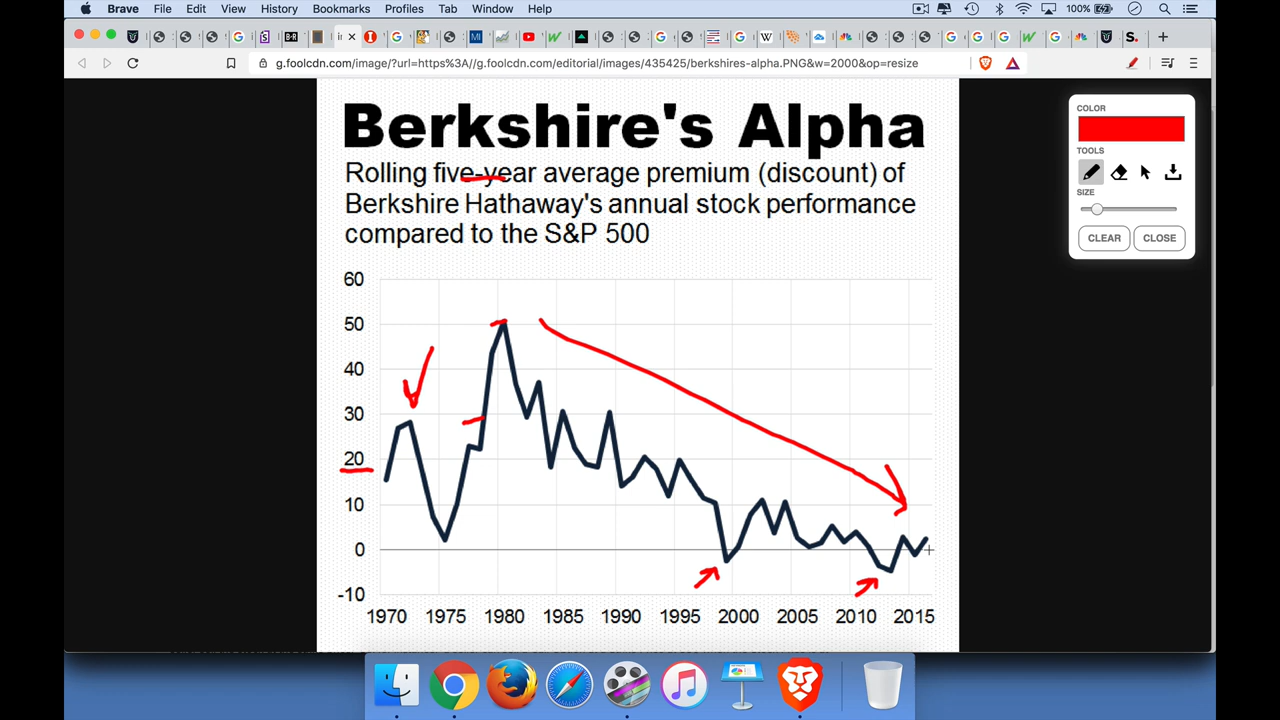 Brave File Edit View History Bookmarks Profiles Tab Window Help 100%
g.foolcdn.com/image/?url=https%3A//g.foolcdn.com/editorial/images/435425/berkshires-alpha.PNG&w=2000&op=resize
COLOR
TOOLS
SIZE
CLEAR CLOSE
Berkshire's Alpha
Rolling five-year average premium (discount) of
Berkshire Hathaway's annual stock performance
compared to the S&P 500
60
50
40
30
20
10
0
-10
1970 1975 1980 1985 1990 1995 2000 2005 2010 2015